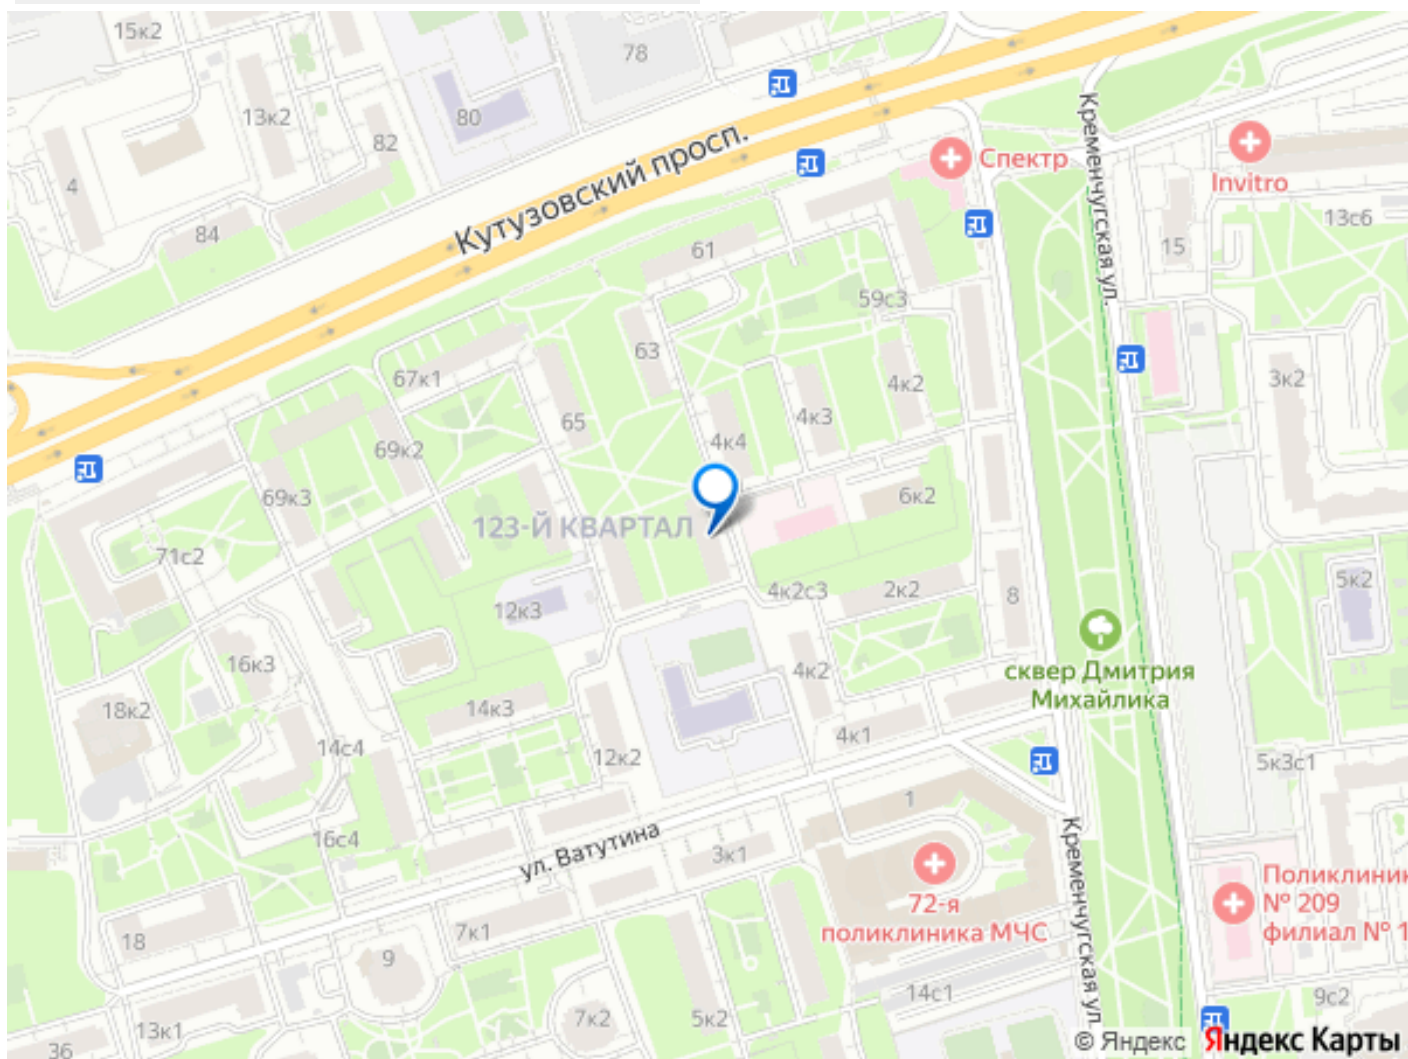 15к2
78
13к2
80
82
Кутузовский просп.
Кременчугская ул.
Спектр
Invitro
4
84
61
15
13с6
59с3
63
67к1
4к2
3к2
65
4к3
69к2
4к4
69к3
6к2
123-Й КВАРТАЛ
71с2
5к2
12к3
4к2с3
2к2
8
16к3
4к2
сквер Дмитрия
Михайлика
18к2
14к3
14с4
4к1
12к2
5к3с1
1
16с4
ул. Ватутина
3к1
Кременчугская ул.
72-я
поликлиника МЧС
Поликлиник
№ 209
филиал № 1
18
7к1
9
14с1
9с2
13к1
7к2
5к2
36
© Яндекс
Яндекс Карты